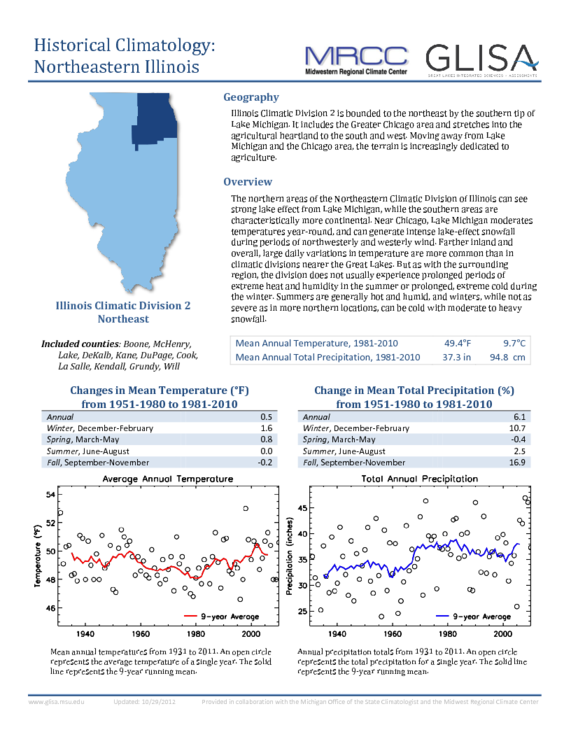 Historical Climatology:
Northeastern Illinois
MRCC
Midwestern Regional Climate Center
GLISA
GREAT LAKES INTEGRATED SCIENCES + ASSESSMENTS
Illinois Climatic Division 2
Northeast
Included counties: Boone, McHenry,
Lake, DeKalb, Kane, DuPage, Cook,
La Salle, Kendall, Grundy, Will
Geography
Illinois Climatic Division 2 is bounded to the northeast by the southern tip of
Lake Michigan. It includes the Greater Chicago area and stretches into the
agricultural heartland to the south and west. Moving away from Lake
Michigan and the Chicago area, the terrain is increasingly dedicated to
agriculture.
Overview
The northern areas of the Northeastern Climatic Division of Illinois can see
strong lake effect from Lake Michigan, while the southern areas are
characteristically more continental. Near Chicago, Lake Michigan moderates
temperatures year-round, and can generate intense lake-effect snowfall
during periods of northwesterly and westerly wind. Farther inland and
overall, large daily variations in temperature are more common than in
climatic divisions nearer the Great Lakes. But as with the surrounding
region, the division does not usually experience prolonged periods of
extreme heat and humidity in the summer or prolonged, extreme cold during
the winter. Summers are generally hot and humid, and winters, while not as
severe as in more northern locations, can be cold with moderate to heavy
snowfall.
Mean Annual Temperature, 1981-2010 49.4°F 9.7°C
Mean Annual Total Precipitation, 1981-2010 37.3 in 94.8 cm
Changes in Mean Temperature (°F)
from 1951-1980 to 1981-2010
Annual 0.5
Winter, December-February 1.6
Spring, March-May 0.8
Summer, June-August 0.0
Fall, September-November -0.2
Change in Mean Total Precipitation (%)
from 1951-1980 to 1981-2010
Annual 6.1
Winter, December-February 10.7
Spring, March-May -0.4
Summer, June-August 2.5
Fall, September-November 16.9
Average Annual Temperature
Temperature (°F)
54
52
50
48
46
9-year Average
1940 1960 1980 2000
Total Annual Precipitation
Precipitation (inches)
45
40
35
30
25
9-year Average
1940 1960 1980 2000
Mean annual temperatures from 1931 to 2011. An open circle
represents the average temperature of a single year. The solid
line represents the 9-year running mean.
Annual precipitation totals from 1931 to 2011. An open circle
represents the total precipitation for a single year. The solid line
represents the 9-year running mean.
www.glisa.msu.edu Updated: 10/29/2012 Provided in collaboration with the Michigan Office of the State Climatologist and the Midwest Regional Climate Center